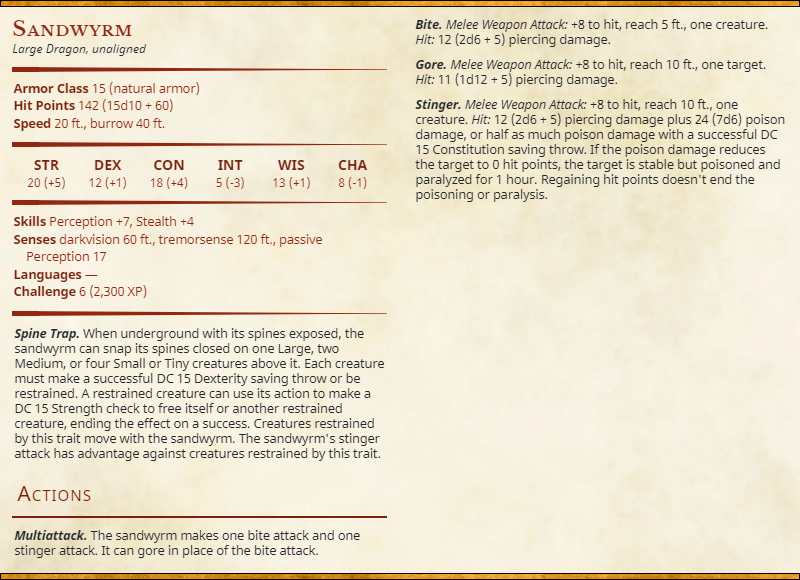 Sandwyrm
Large Dragon, unaligned
Armor Class 15 (natural armor)
Hit Points 142 (15d10 + 60)
Speed 20 ft., burrow 40 ft.
STR DEX CON INT WIS CHA
20 (+5) 12 (+1) 18 (+4) 5 (-3) 13 (+1) 8 (-1)
Skills Perception +7, Stealth +4
Senses darkvision 60 ft., tremorsense 120 ft., passive
Perception 17
Languages —
Challenge 6 (2,300 XP)
Spine Trap. When underground with its spines exposed, the
sandwyrm can snap its spines closed on one Large, two
Medium, or four Small or Tiny creatures above it. Each creature
must make a successful DC 15 Dexterity saving throw or be
restrained. A restrained creature can use its action to make a
DC 15 Strength check to free itself or another restrained
creature, ending the effect on a success. Creatures restrained
by this trait move with the sandwyrm. The sandwyrm's stinger
attack has advantage against creatures restrained by this trait.
Actions
Multiattack. The sandwyrm makes one bite attack and one
stinger attack. It can gore in place of the bite attack.
Bite. Melee Weapon Attack: +8 to hit, reach 5 ft., one creature.
Hit: 12 (2d6 + 5) piercing damage.
Gore. Melee Weapon Attack: +8 to hit, reach 10 ft., one target.
Hit: 11 (1d12 + 5) piercing damage.
Stinger. Melee Weapon Attack: +8 to hit, reach 10 ft., one
creature. Hit: 12 (2d6 + 5) piercing damage plus 24 (7d6) poison
damage, or half as much poison damage with a successful DC
15 Constitution saving throw. If the poison damage reduces
the target to 0 hit points, the target is stable but poisoned and
paralyzed for 1 hour. Regaining hit points doesn't end the
poisoning or paralysis.